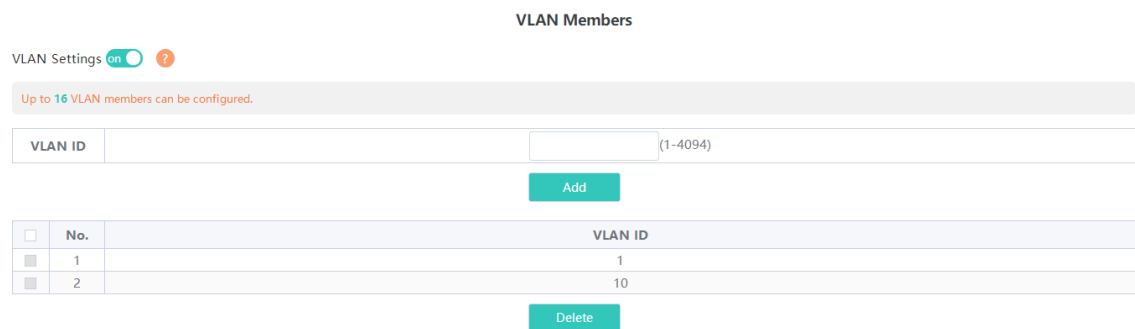 VLAN Members
VLAN Settings on ?
Up to 16 VLAN members can be configured.
VLAN ID (1-4094)
Add
No. VLAN ID
1 1
2 10
Delete